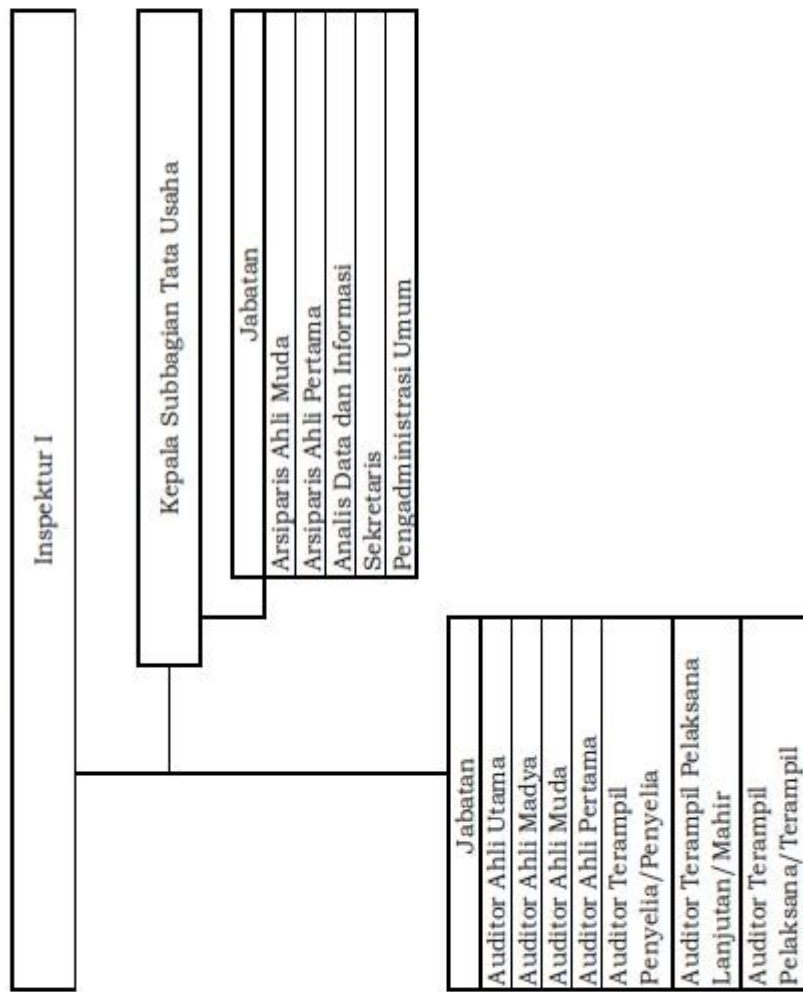 Inspektur I
Kepala Subbagian Tata Usaha
Jabatan
Arsiparis Ahli Muda
Arsiparis Ahli Pertama
Analis Data dan Informasi
Sekretaris
Pengadministrasi Umum
Jabatan
Auditor Ahli Utama
Auditor Ahli Madya
Auditor Ahli Muda
Auditor Ahli Pertama
Auditor Terampil
Penyelia/Penyelia
Auditor Terampil Pelaksana
Lanjutan/Mahir
Auditor Terampil
Pelaksana/Terampil